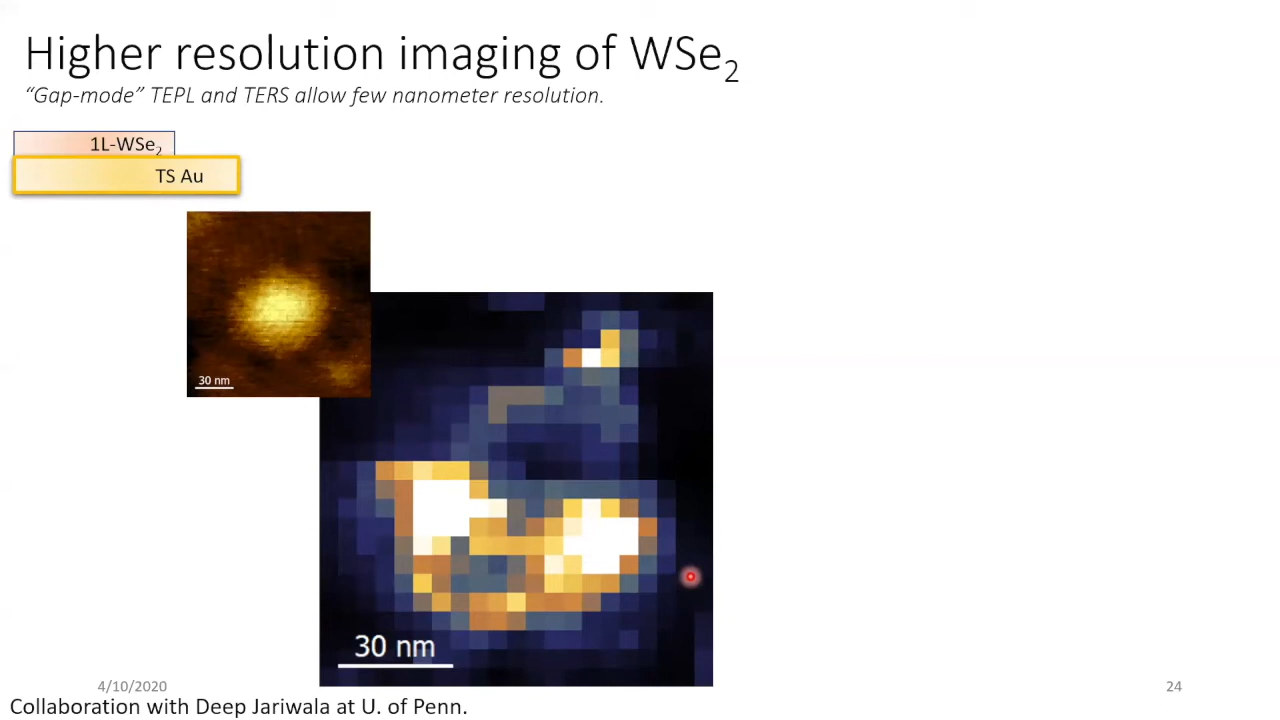 Higher resolution imaging of WSe₂
“Gap-mode” TEPL and TERS allow few nanometer resolution.
1L-WSe₂
TS Au
30 nm
30 nm
4/10/2020
24
Collaboration with Deep Jariwala at U. of Penn.